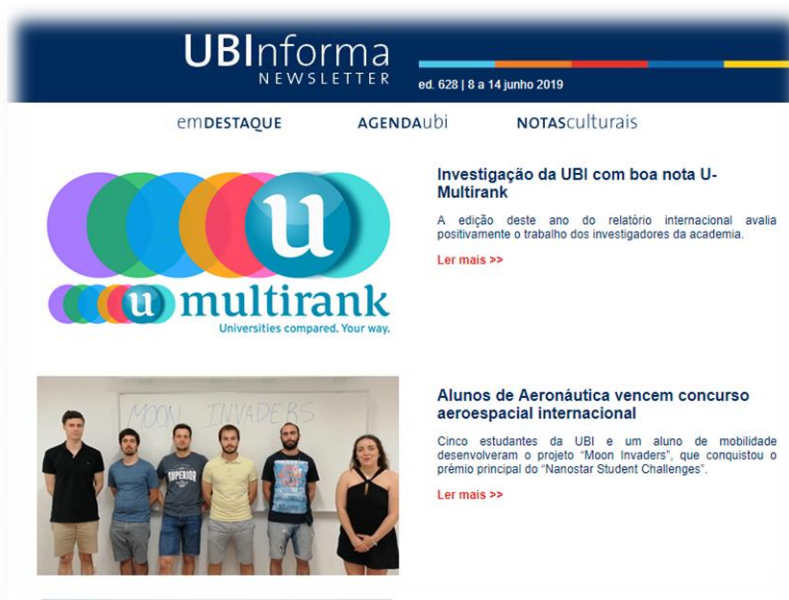 UBInforma
NEWSLETTER
ed. 628 | 8 a 14 junho 2019
emDESTAQUE AGENDAubi NOTASculturais
u
u multirank
Universities compared. Your way.
Investigação da UBI com boa nota U-
Multirank
A edição deste ano do relatório internacional avalia
positivamente o trabalho dos investigadores da academia.
Ler mais >>
MOON INVADERS
SUPERIOR
Alunos de Aeronáutica vencem concurso
aeroespacial internacional
Cinco estudantes da UBI e um aluno de mobilidade
desenvolveram o projeto “Moon Invaders”, que conquistou o
prémio principal do “Nanostar Student Challenges”.
Ler mais >>